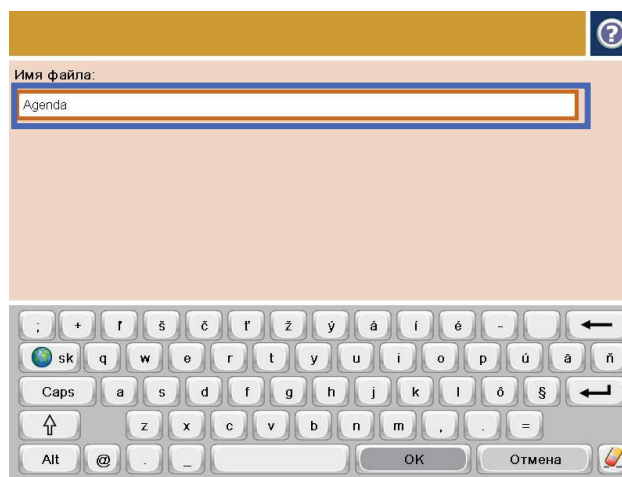 ?
Имя файла:
Agenda
; + ľ š č ť ž ý á í é -
sk q w e r t y u i o p ú ä ň
Caps a s d f g h j k l ô §
z x c v b n m , . =
Alt @ . _ OK Отмена